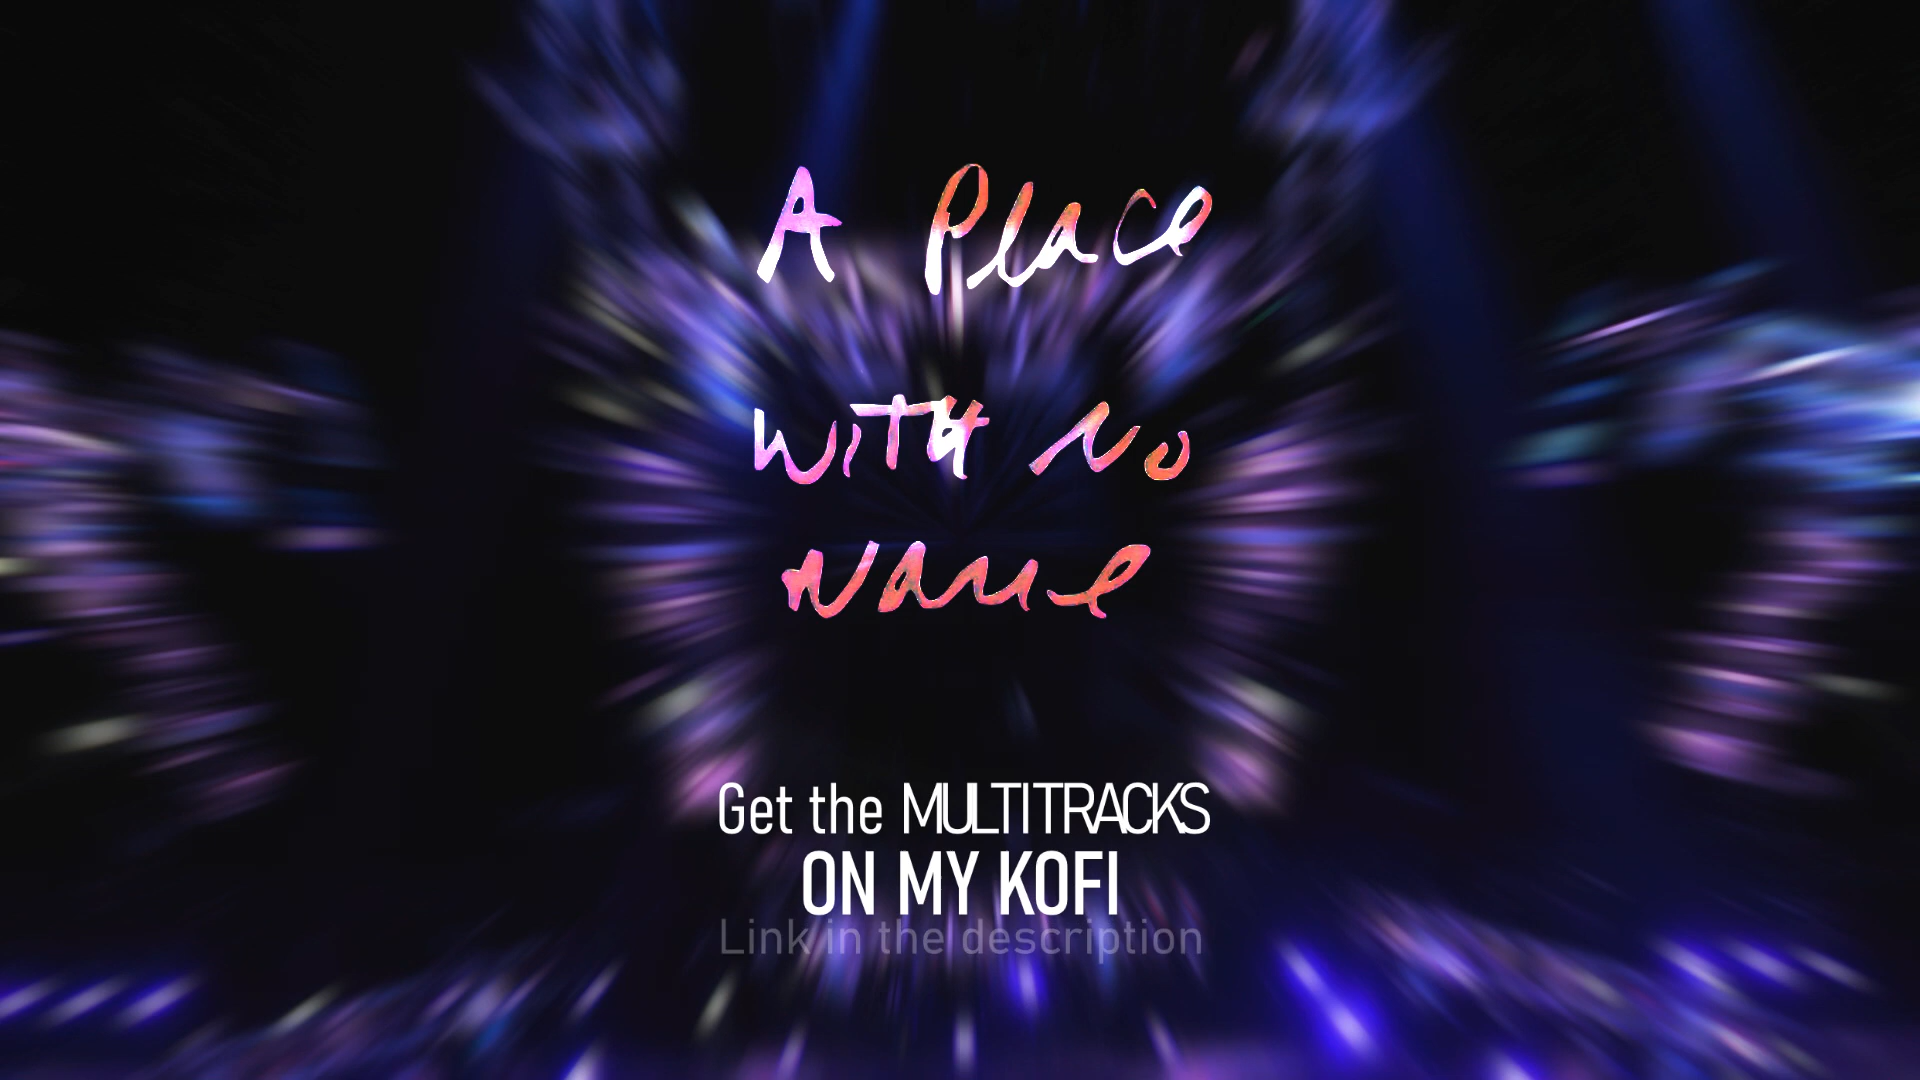 A Place
WITH No
Name
Get the MULTITRACKS
ON MY KOFI
Link in the description